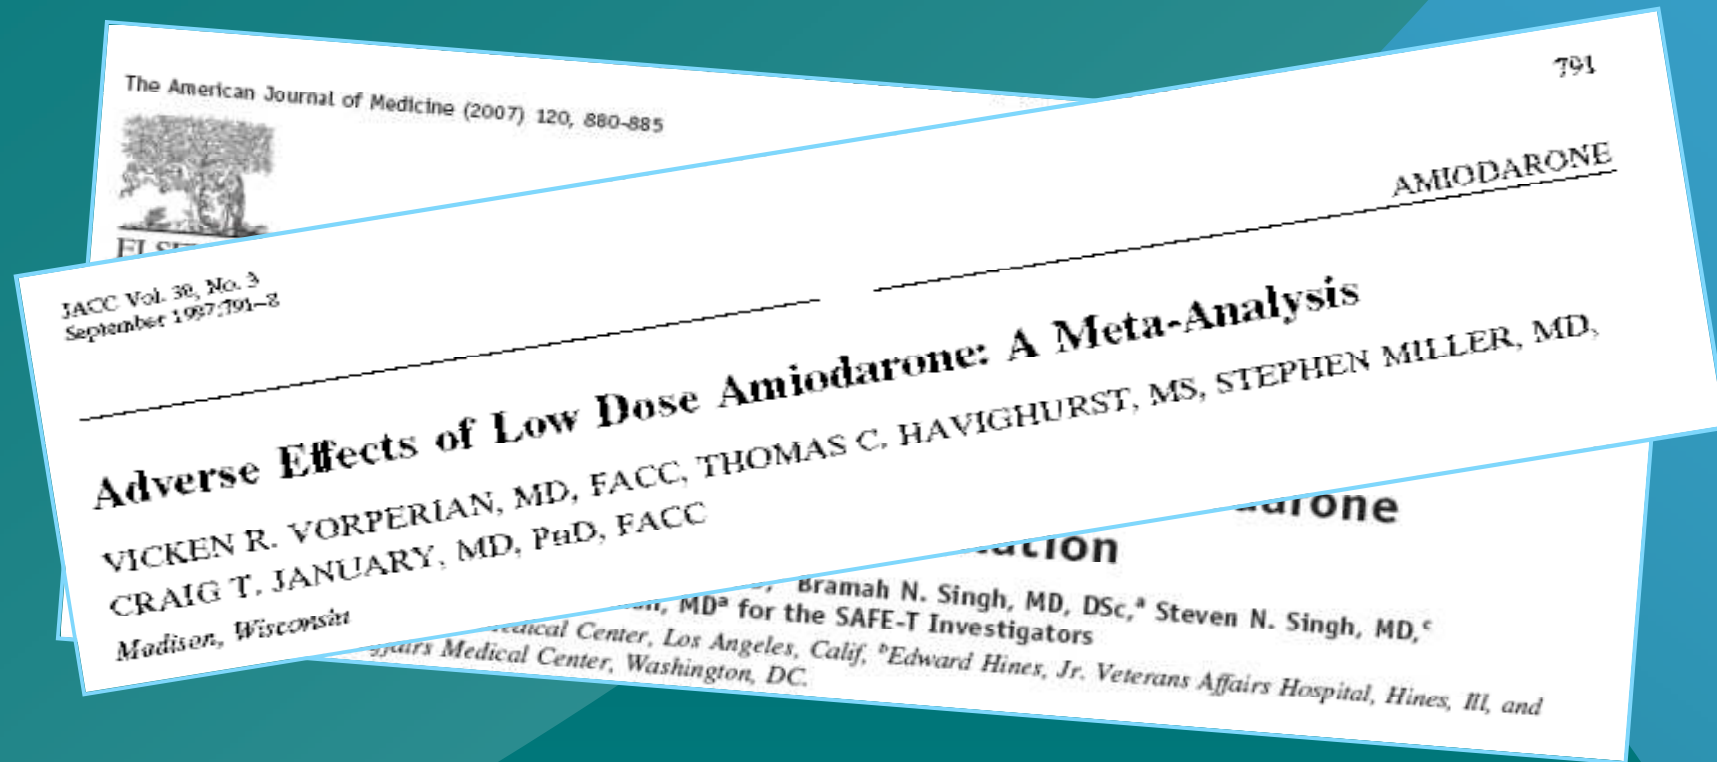 The American Journal of Medicine (2007) 120, 880-885
791
AMIODARONE
JACC Vol. 30, No. 3
September 1997:791–8
Adverse Effects of Low Dose Amiodarone: A Meta-Analysis
VICKEN R. VORPERIAN, MD, FACC, THOMAS C. HAVIGHURST, MS, STEPHEN MILLER, MD,
CRAIG T. JANUARY, MD, PHD, FACC
Madison, Wisconsin
Bramah N. Singh, MD, DSc,ᵃ Steven N. Singh, MD,ᶜ
MDᵃ for the SAFE-T Investigators
Center, Los Angeles, Calif, ᵇEdward Hines, Jr. Veterans Affairs Hospital, Hines, Ill, and
Medical Center, Washington, DC.